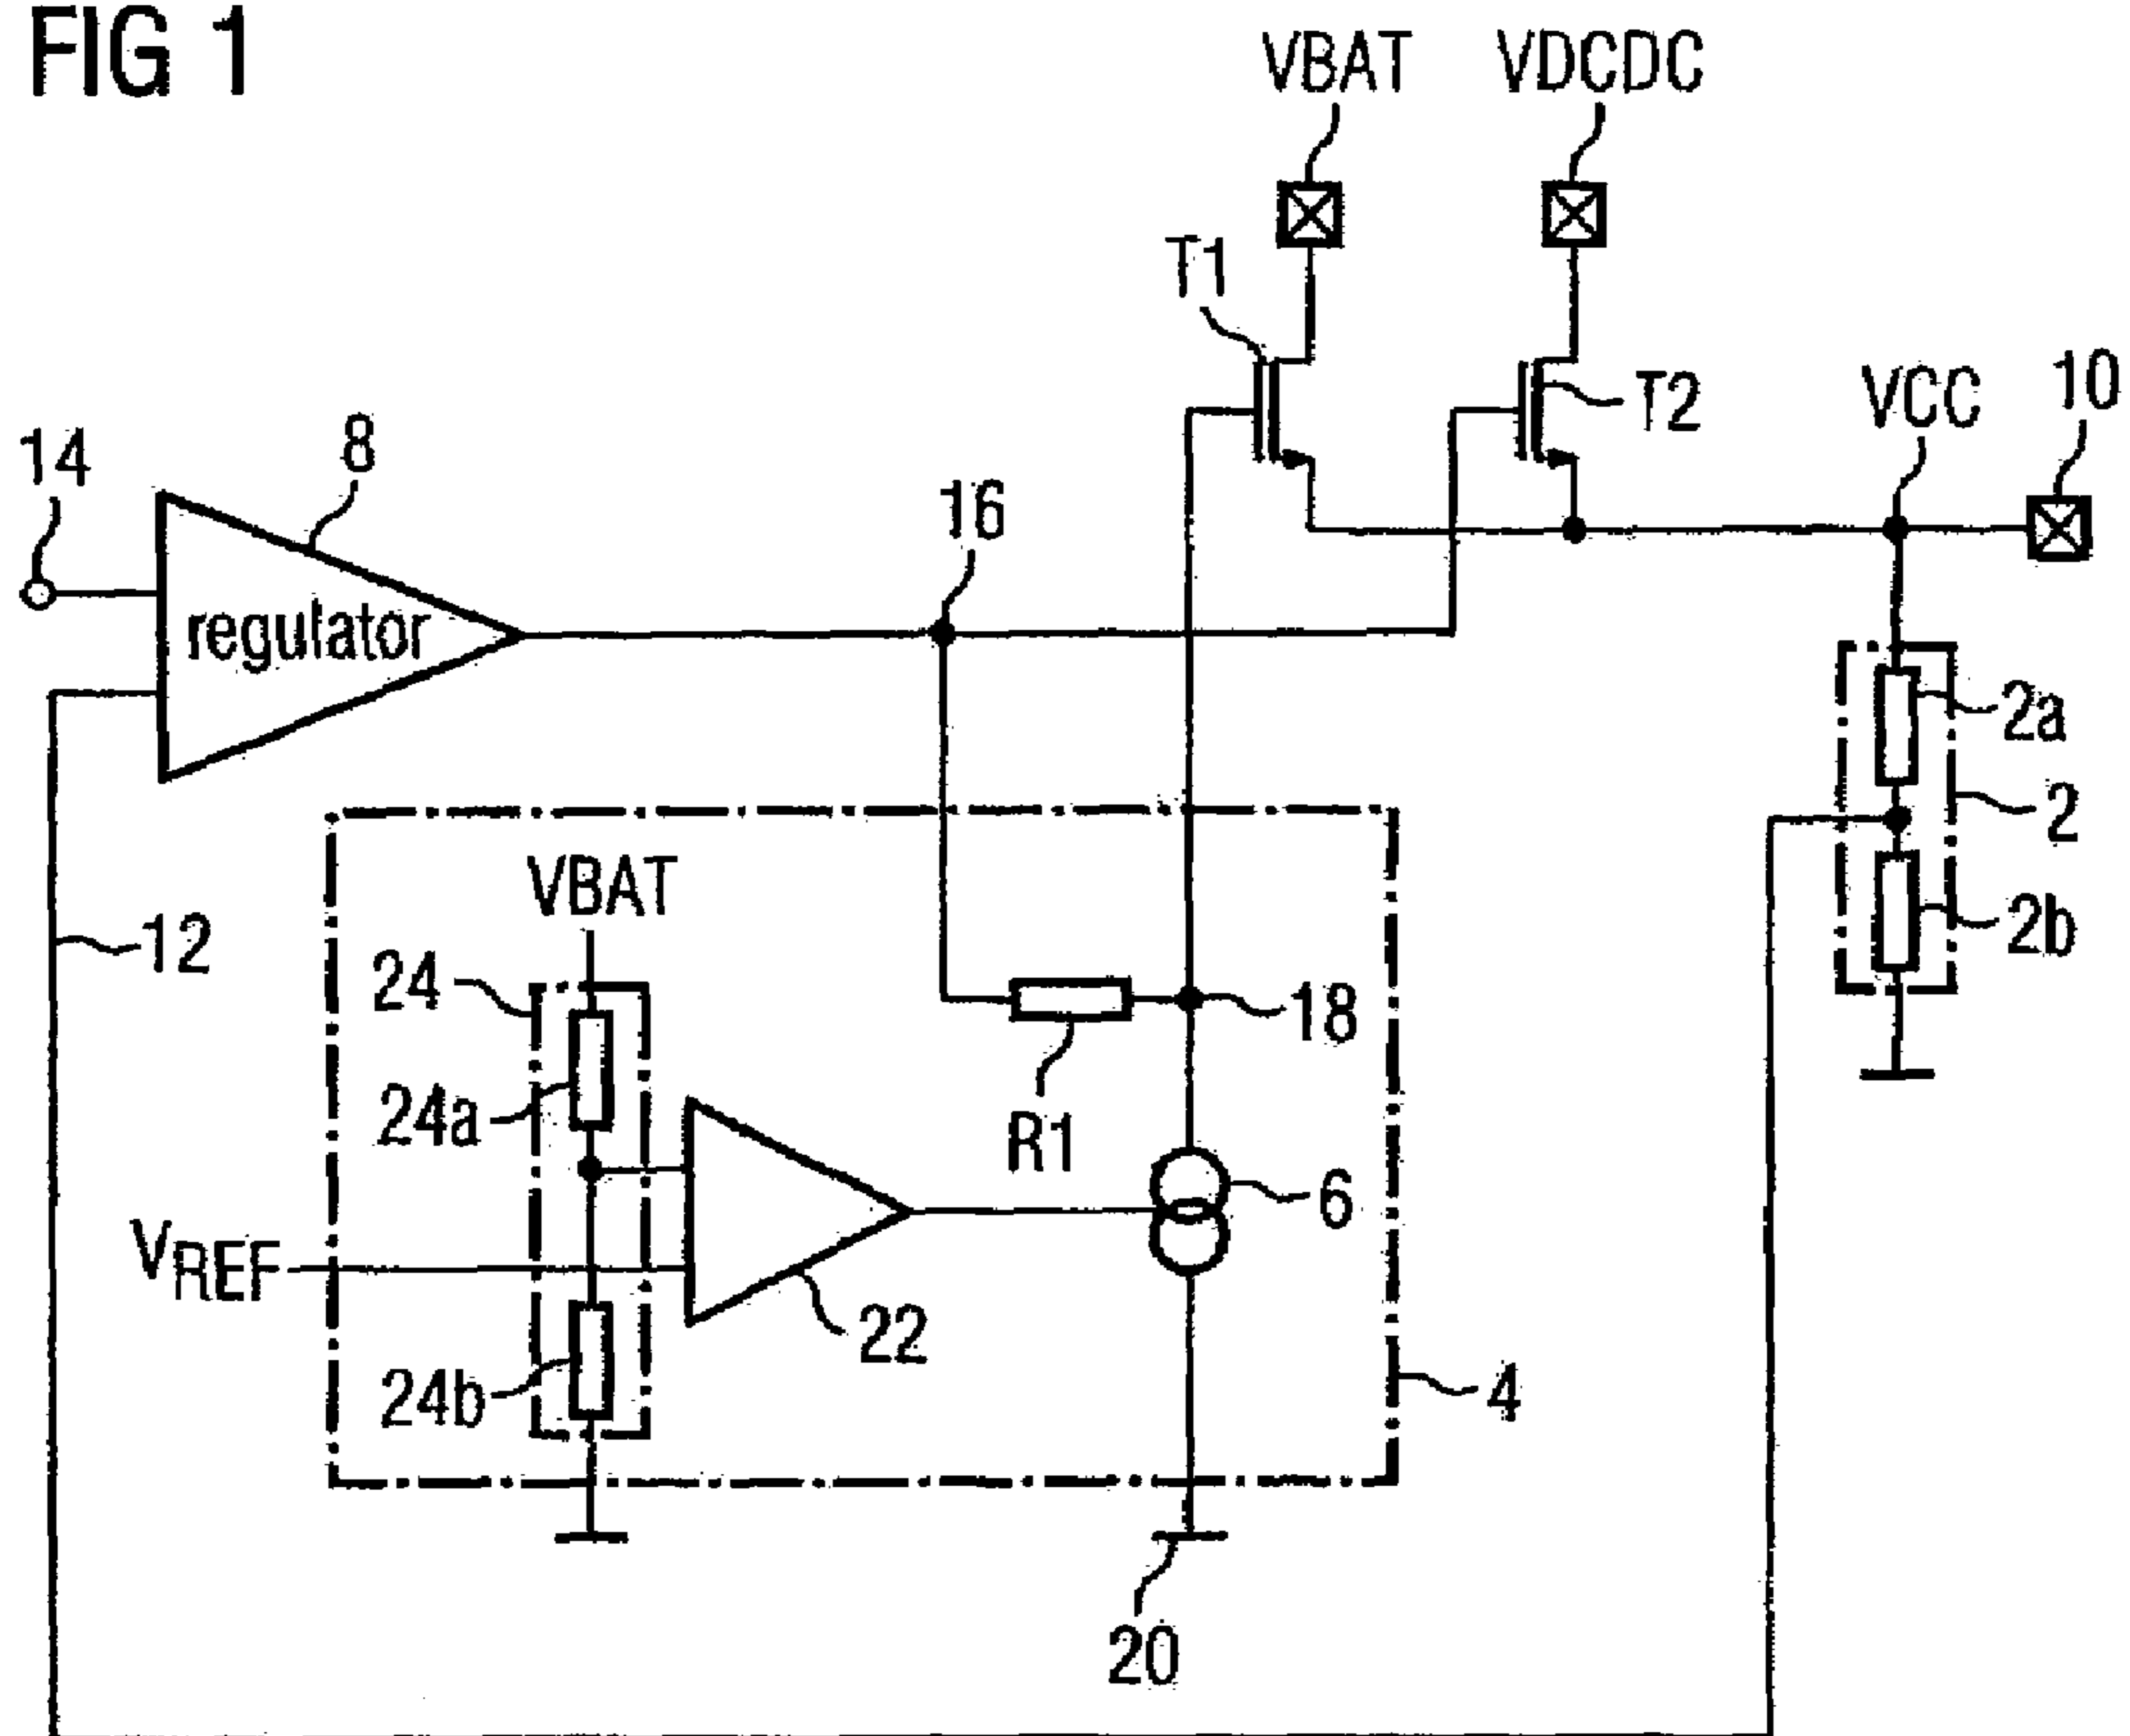 FIG 1
VBAT VDCDC
T1
T2
VCC
10
14
8
16
regulator
2a
2
2b
12
VBAT
24
18
24a
R1
6
VREF
22
24b
4
20